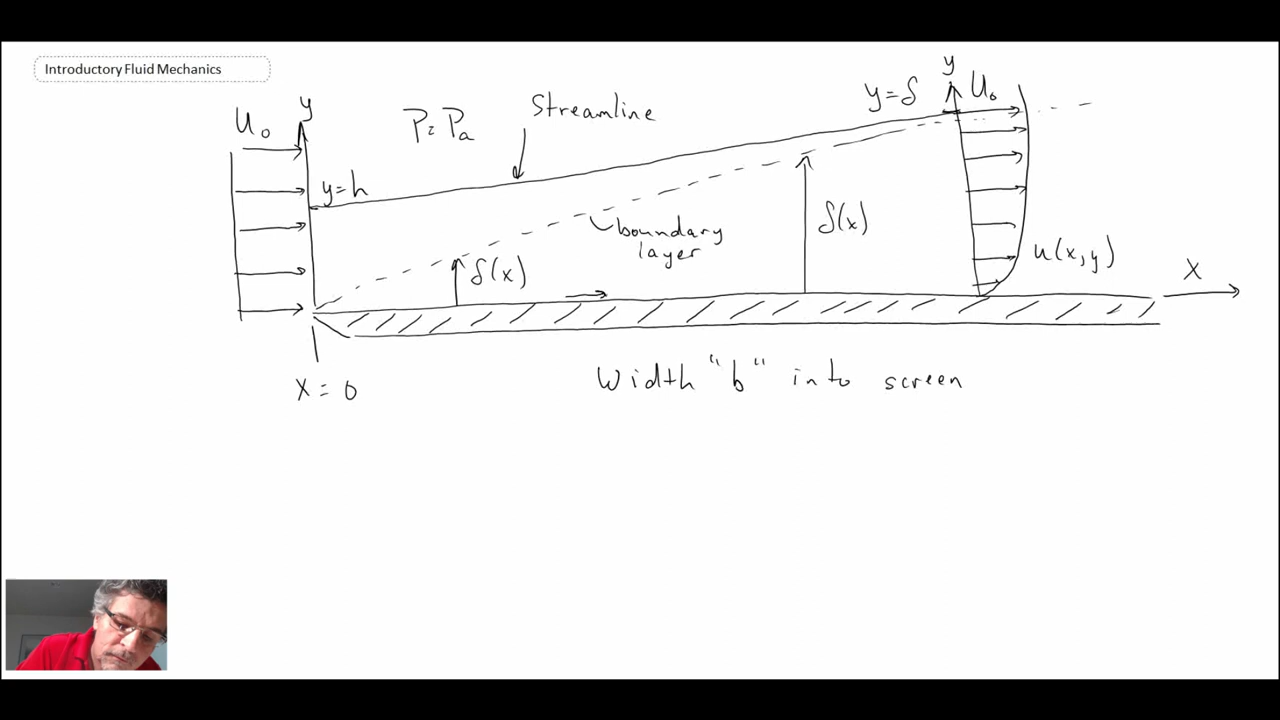 Introductory Fluid Mechanics
U₀
y
P = Pₐ
Streamline
y = δ
y
U₀
y = h
boundary
layer
δ(x)
δ(x)
u(x,y)
x
x = 0
Width "b" into screen